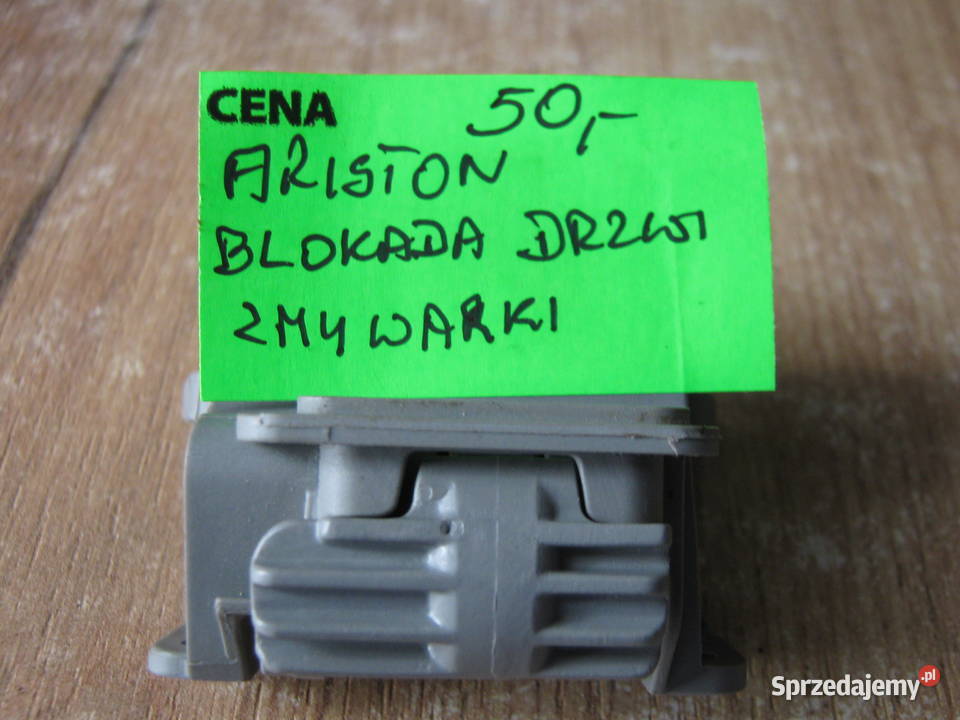 CENA 50,-
ARISTON
BLOKADA DRZWI
ZMYWARKI
Sprzedajemy.pl